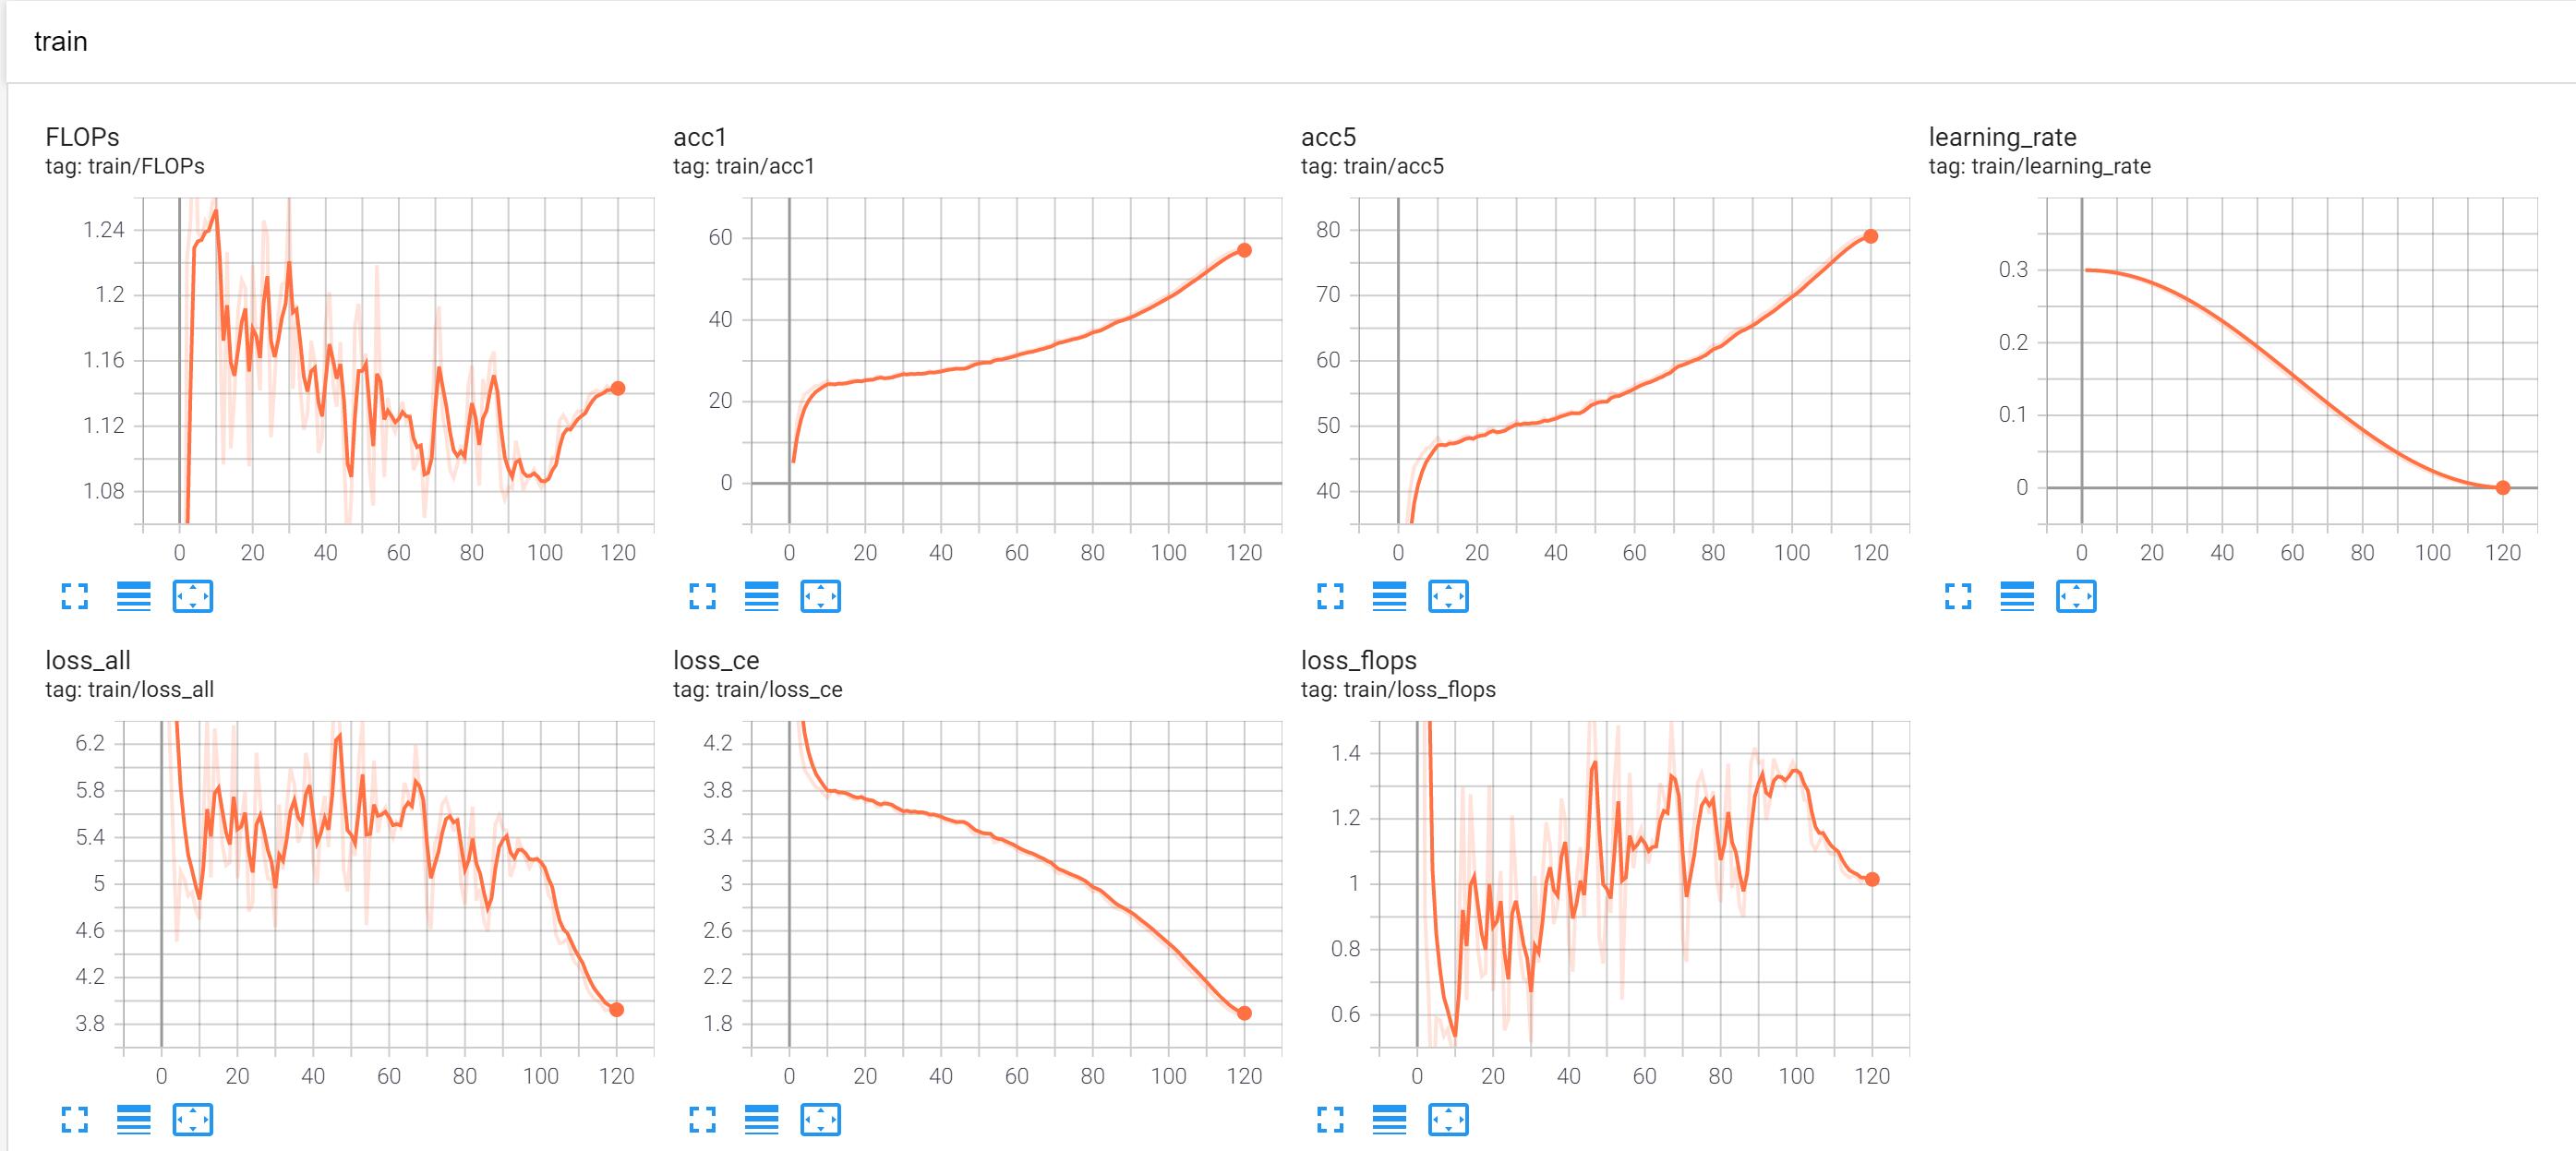 train
FLOPs
tag: train/FLOPs
1.24
1.2
1.16
1.12
1.08
0 20 40 60 80 100 120
acc1
tag: train/acc1
60
40
20
0
0 20 40 60 80 100 120
acc5
tag: train/acc5
80
70
60
50
40
0 20 40 60 80 100 120
learning_rate
tag: train/learning_rate
0.3
0.2
0.1
0
0 20 40 60 80 100 120
loss_all
tag: train/loss_all
6.2
5.8
5.4
5
4.6
4.2
3.8
0 20 40 60 80 100 120
loss_ce
tag: train/loss_ce
4.2
3.8
3.4
3
2.6
2.2
1.8
0 20 40 60 80 100 120
loss_flops
tag: train/loss_flops
1.4
1.2
1
0.8
0.6
0 20 40 60 80 100 120